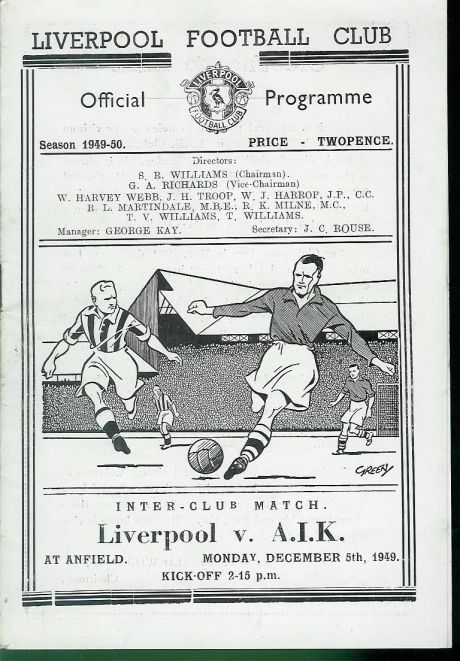 LIVERPOOL FOOTBALL CLUB
Official Programme
LIVERPOOL
FOOTBALL CLUB
Season 1949-50. PRICE - TWOPENCE.
Directors:
S. R. WILLIAMS (Chairman).
G. A. RICHARDS (Vice-Chairman)
W. HARVEY WEBB, J. H. TROOP, W. J. HARROP, J.P., C.C.
R. L. MARTINDALE, M.B.E., R. K. MILNE, M.C.,
T. V. WILLIAMS, T. WILLIAMS.
Manager: GEORGE KAY. Secretary: J. C. ROUSE.
GREEN
INTER-CLUB MATCH.
Liverpool v. A.I.K.
AT ANFIELD. MONDAY, DECEMBER 5th, 1949.
KICK-OFF 2-15 p.m.